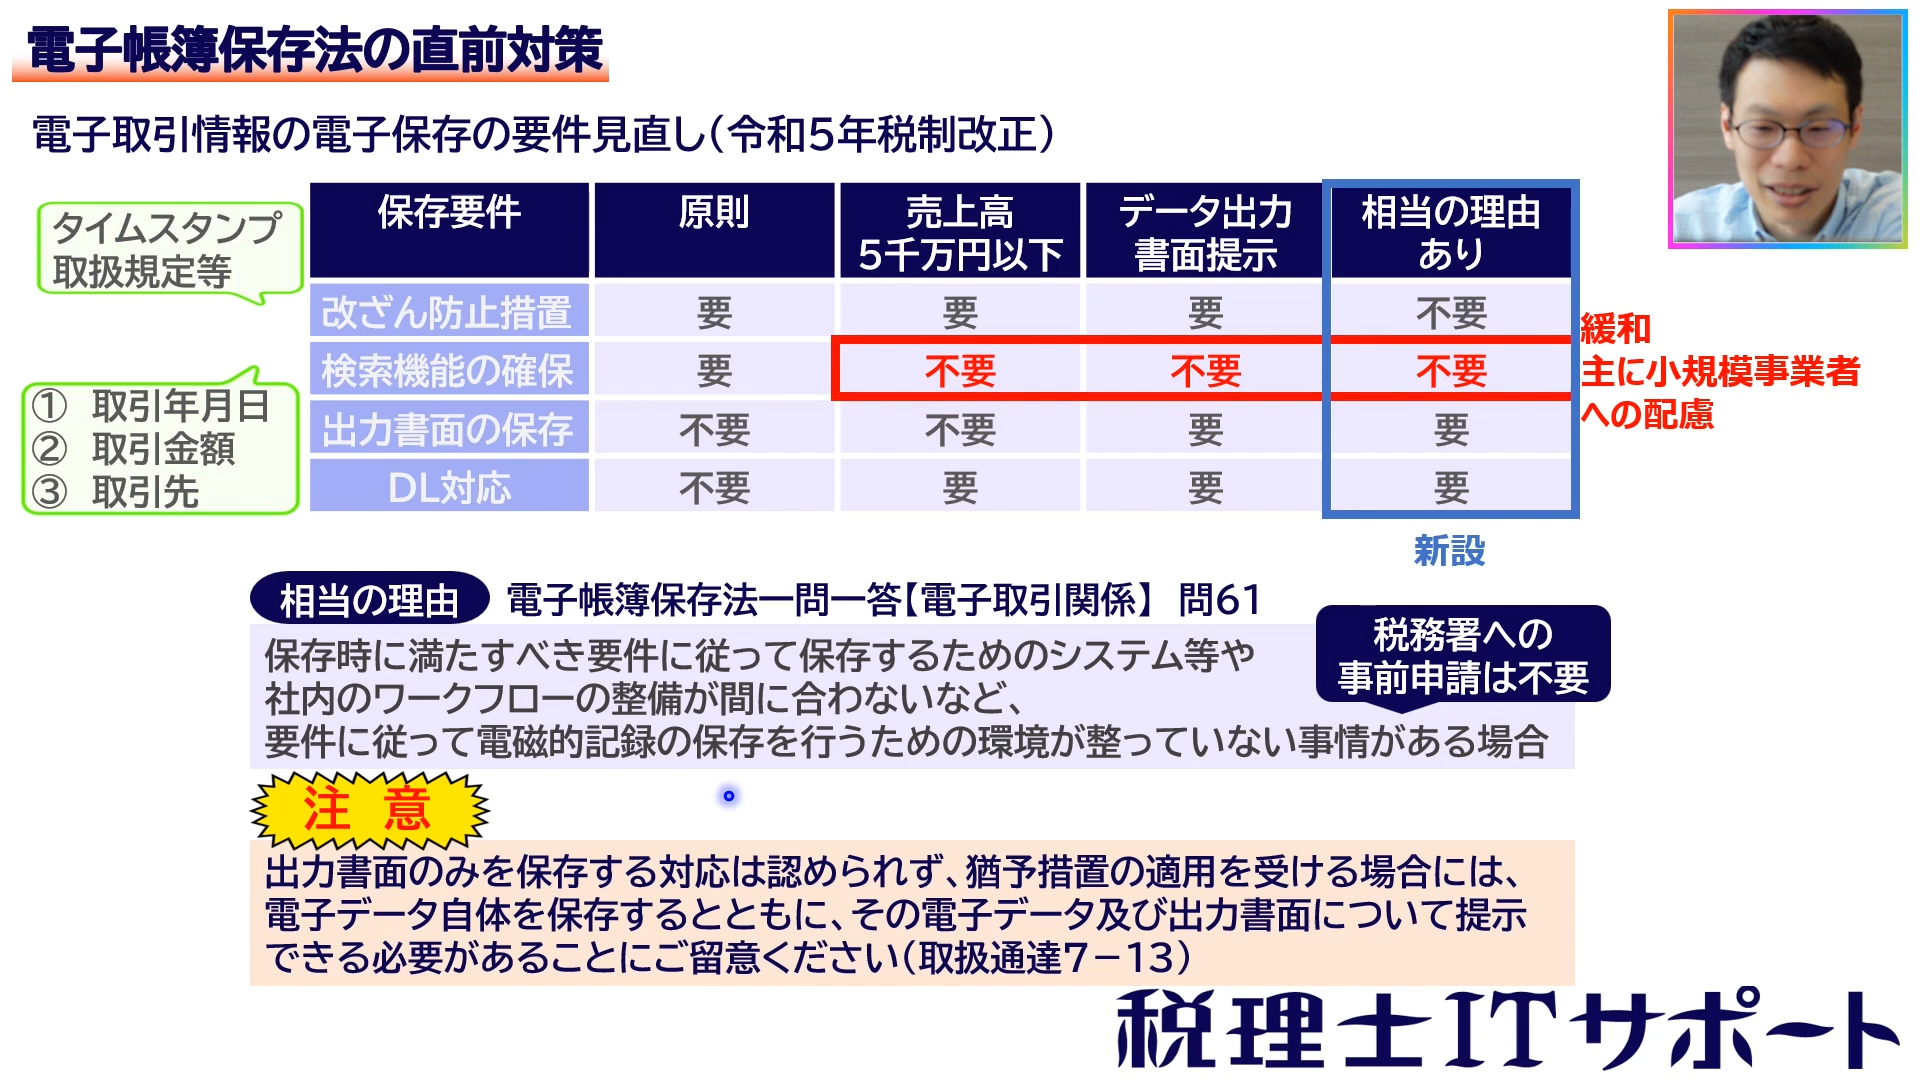 電子帳簿保存法の直前対策
電子取引情報の電子保存の要件見直し(令和5年税制改正)
タイムスタンプ
取扱規定等
① 取引年月日
② 取引金額
③ 取引先
保存要件 原則 売上高 データ出力 相当の理由
5千万円以下 書面提示 あり
改ざん防止措置 要 要 要 不要
検索機能の確保 要 不要 不要 不要
出力書面の保存 不要 不要 要 要
DL対応 不要 要 要 要
緩和
主に小規模事業者
への配慮
新設
相当の理由 電子帳簿保存法一問一答【電子取引関係】 問61
税務署への
事前申請は不要
保存時に満たすべき要件に従って保存するためのシステム等や
社内のワークフローの整備が間に合わないなど、
要件に従って電磁的記録の保存を行うための環境が整っていない事情がある場合
注 意
出力書面のみを保存する対応は認められず、猶予措置の適用を受ける場合には、
電子データ自体を保存するとともに、その電子データ及び出力書面について提示
できる必要があることにご留意ください(取扱通達7-13)
税理士ITサポート